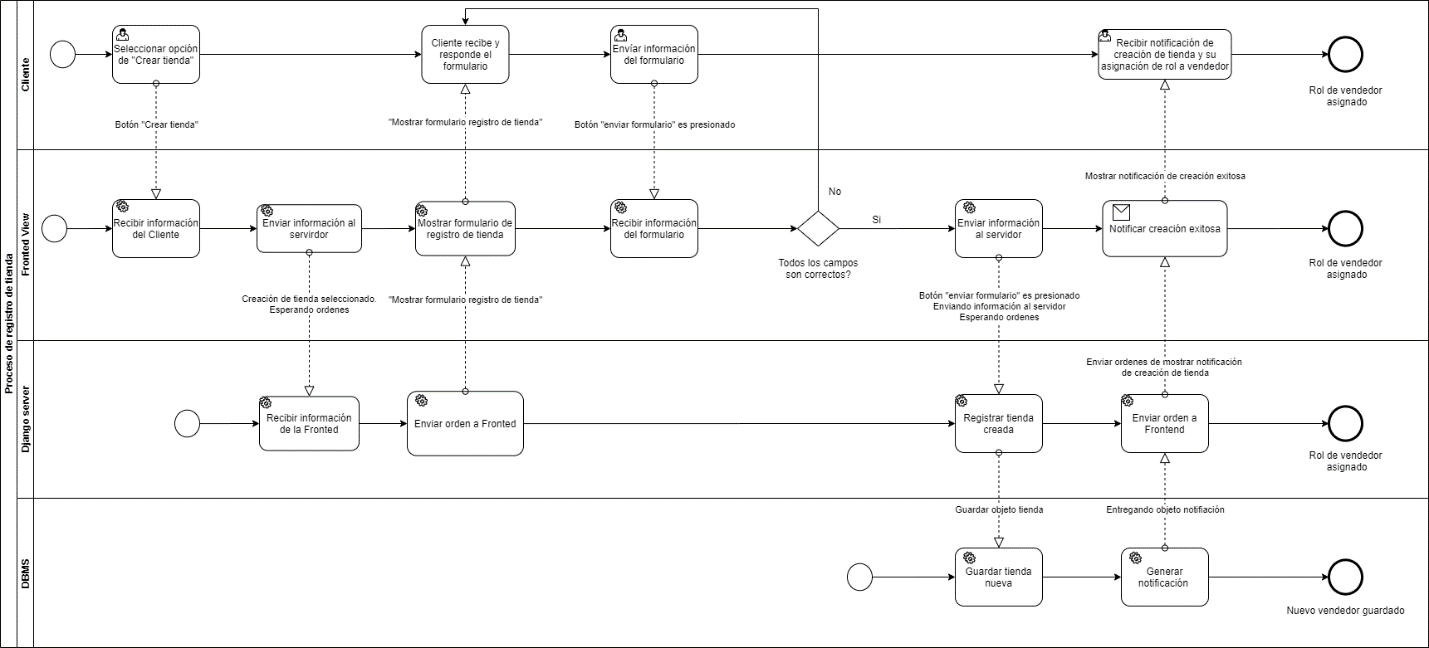 Proceso de registro de tienda
Cliente
Seleccionar opción
de "Crear tienda"
Cliente recibe y
responde el
formulario
Envíar información
del formulario
Recibir notificación de
creación de tienda y su
asignación de rol a vendedor
Rol de vendedor
asignado
Botón "Crear tienda"
"Mostrar formulario registro de tienda"
Botón "enviar formulario" es presionado
Fronted View
Mostrar notificación de creación exitosa
Recibir información
del Cliente
Enviar información al
servirdor
Mostrar formulario de
registro de tienda
Recibir información
del formulario
No
Si
Todos los campos
son correctos?
Enviar información
al servidor
Notificar creación exitosa
Rol de vendedor
asignado
Creación de tienda seleccionado.
Esperando ordenes
"Mostrar formulario registro de tienda"
Botón "enviar formulario" es presionado
Enviando información al servidor
Esperando ordenes
Django server
Enviar ordenes de mostrar notificación
de creación de tienda
Recibir información
de la Fronted
Enviar orden a Fronted
Registrar tienda
creada
Enviar orden a
Frontend
Rol de vendedor
asignado
DBMS
Guardar objeto tienda
Entregando objeto notifiación
Guardar tienda
nueva
Generar
notificación
Nuevo vendedor guardado